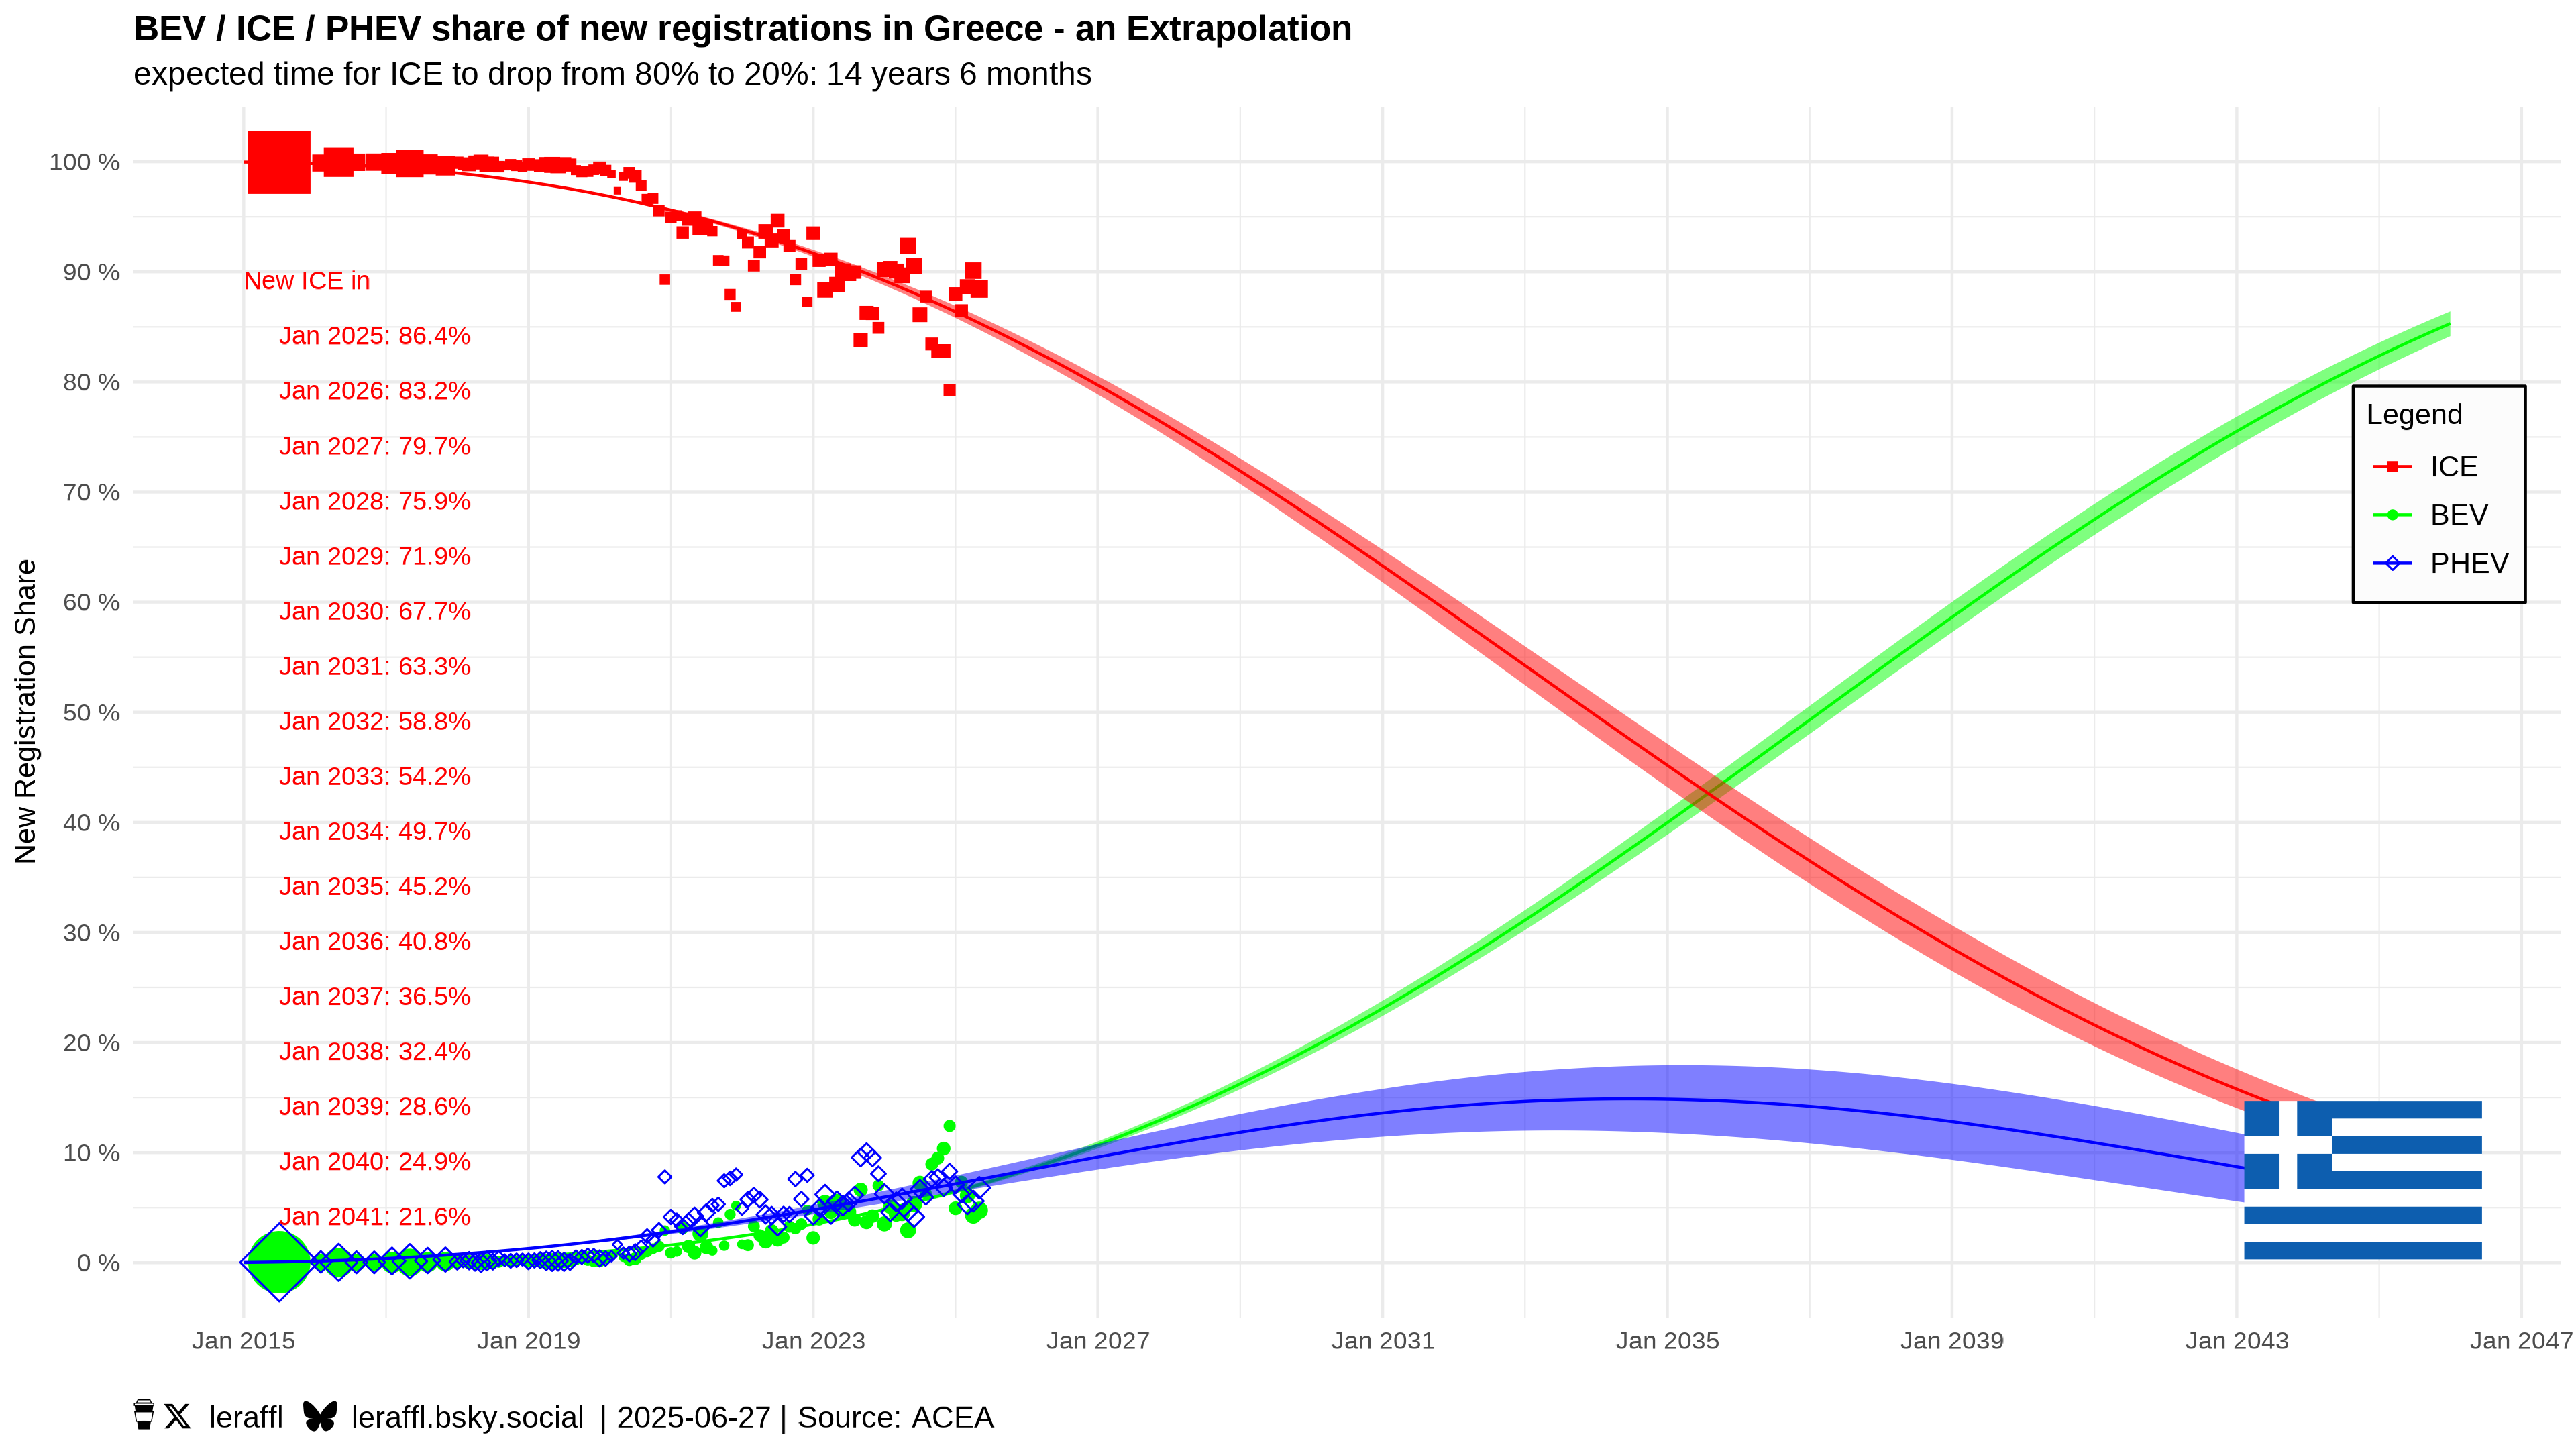 BEV / ICE / PHEV share of new registrations in Greece - an Extrapolation
expected time for ICE to drop from 80% to 20%: 14 years 6 months
New Registration Share
100 %
90 %
80 %
70 %
60 %
50 %
40 %
30 %
20 %
10 %
0 %
New ICE in
Jan 2025: 86.4%
Jan 2026: 83.2%
Jan 2027: 79.7%
Jan 2028: 75.9%
Jan 2029: 71.9%
Jan 2030: 67.7%
Jan 2031: 63.3%
Jan 2032: 58.8%
Jan 2033: 54.2%
Jan 2034: 49.7%
Jan 2035: 45.2%
Jan 2036: 40.8%
Jan 2037: 36.5%
Jan 2038: 32.4%
Jan 2039: 28.6%
Jan 2040: 24.9%
Jan 2041: 21.6%
Legend
ICE
BEV
PHEV
Jan 2015 Jan 2019 Jan 2023 Jan 2027 Jan 2031 Jan 2035 Jan 2039 Jan 2043 Jan 2047
leraffl leraffl.bsky.social | 2025-06-27 | Source: ACEA